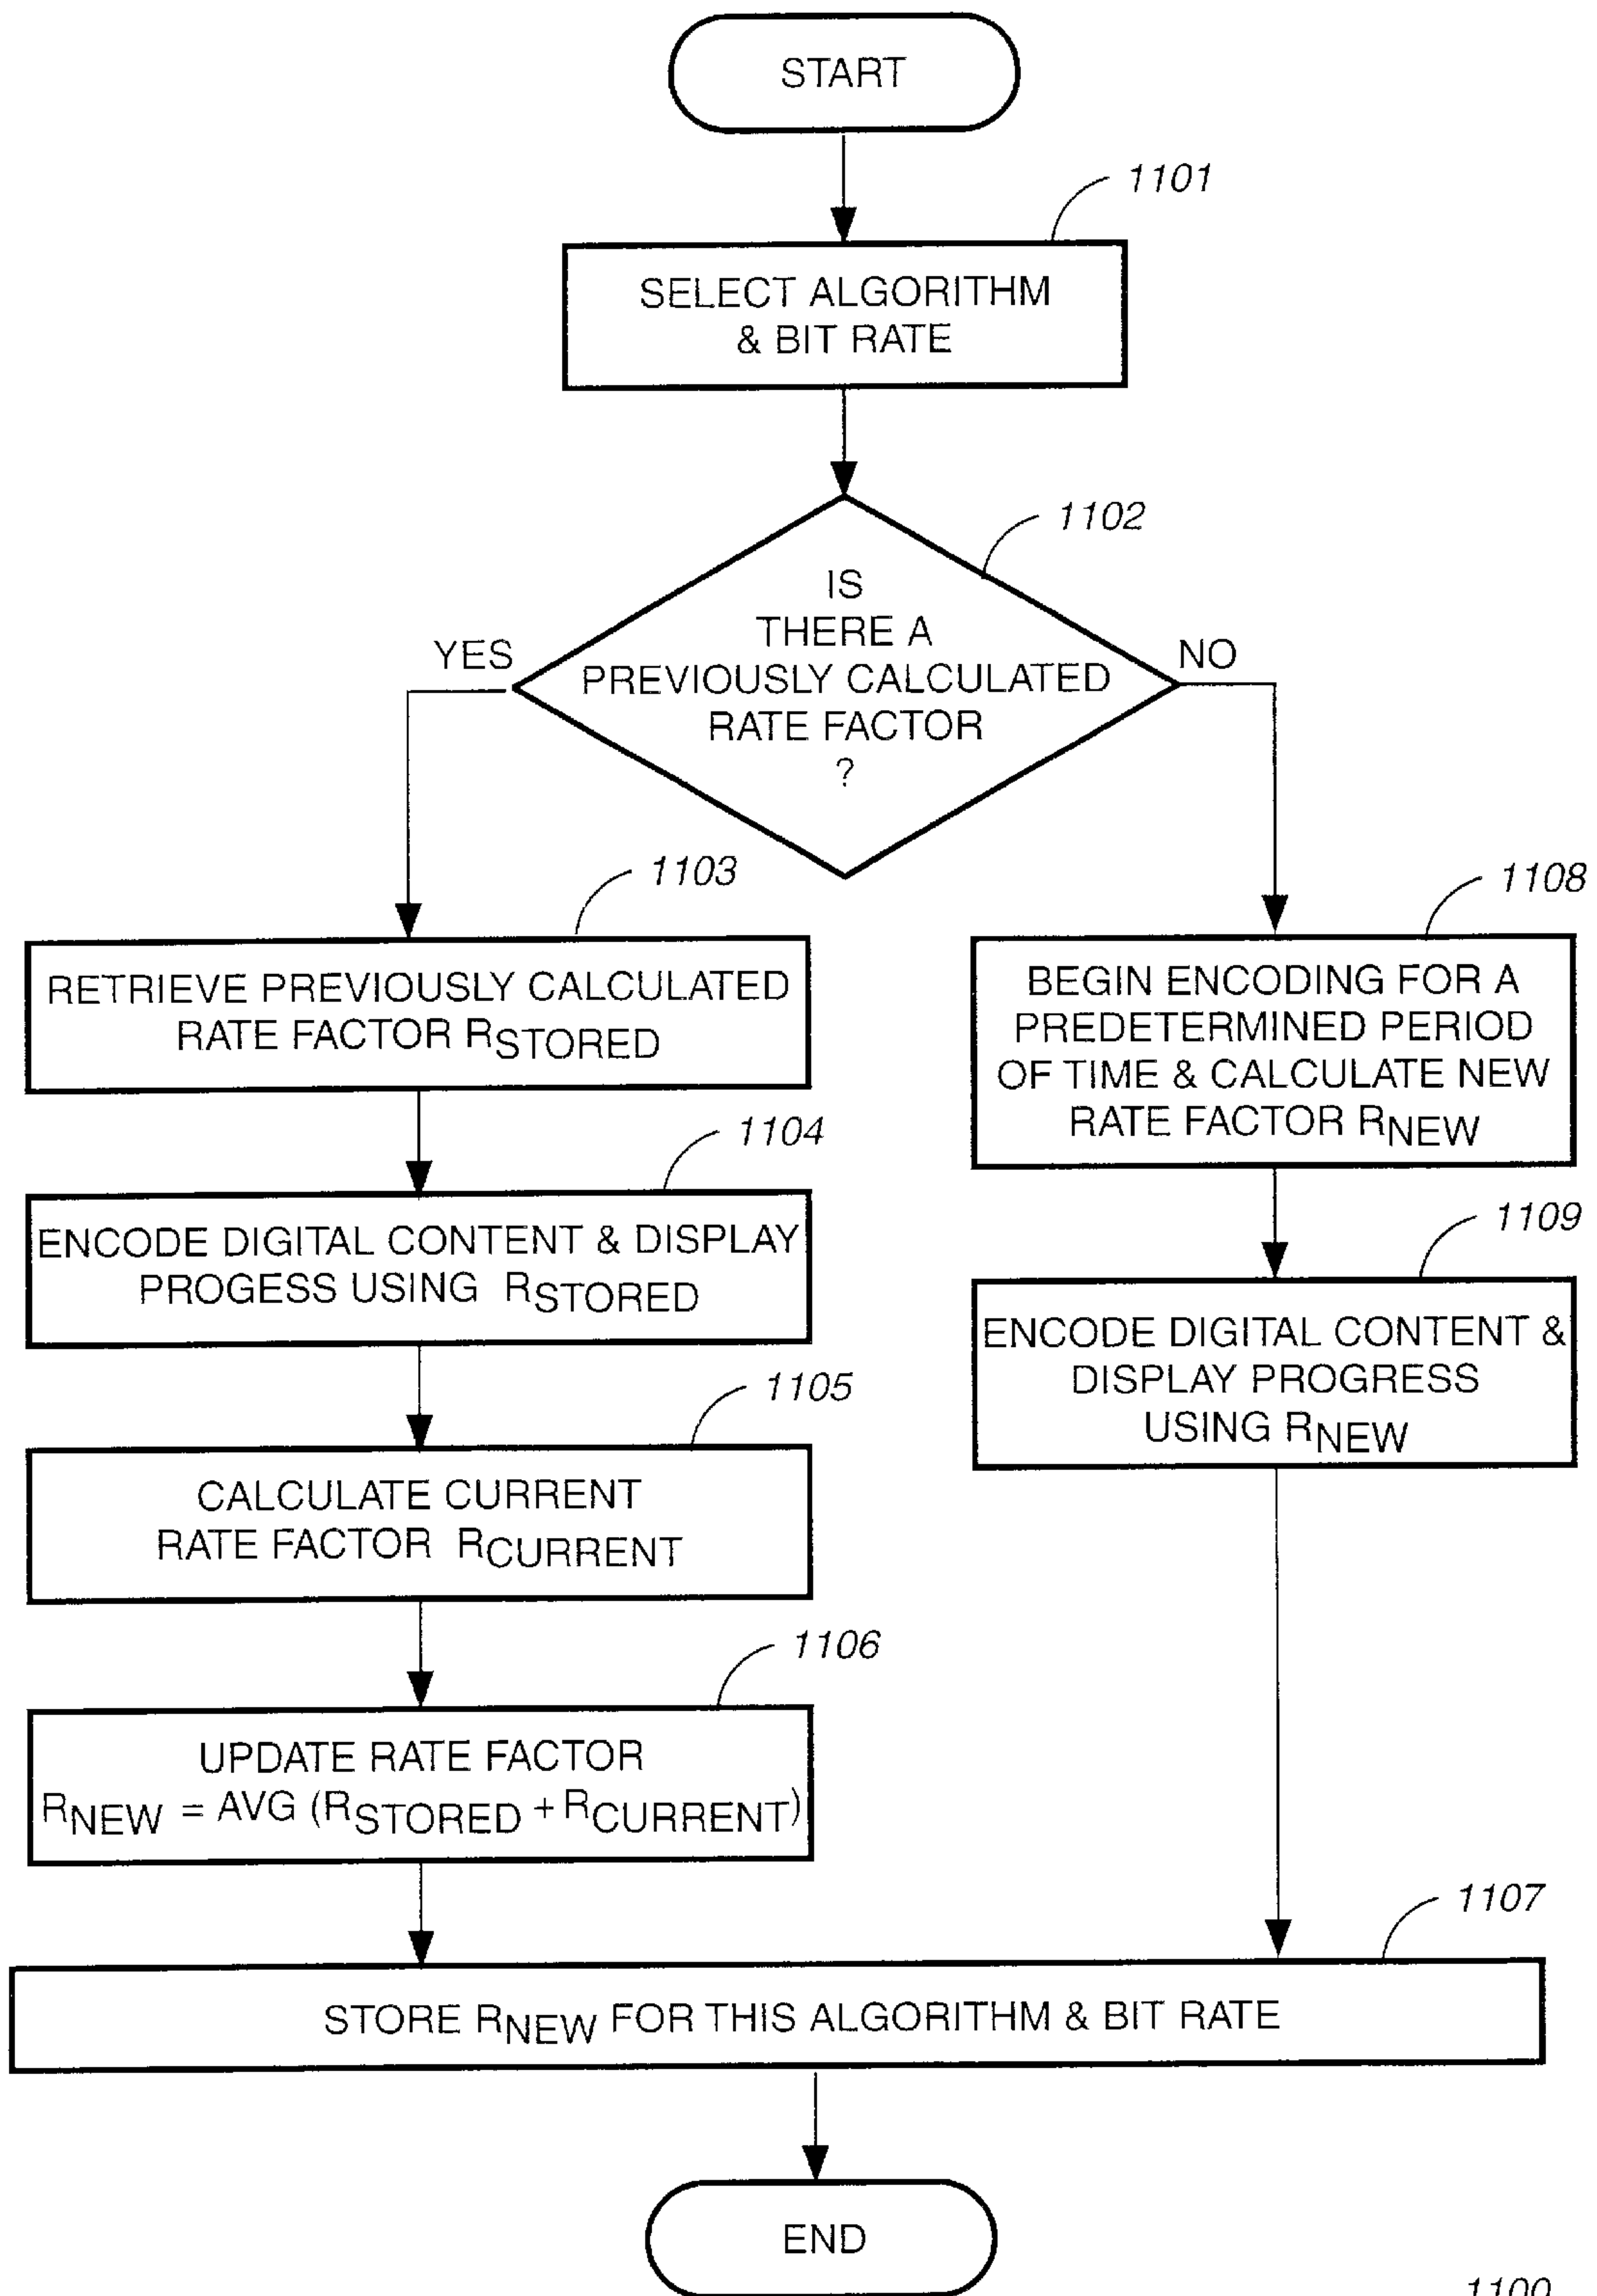 START
1101
SELECT ALGORITHM
& BIT RATE
1102
IS
THERE A
PREVIOUSLY CALCULATED
RATE FACTOR
?
YES
NO
1103
RETRIEVE PREVIOUSLY CALCULATED
RATE FACTOR RSTORED
1108
BEGIN ENCODING FOR A
PREDETERMINED PERIOD
OF TIME & CALCULATE NEW
RATE FACTOR RNEW
1104
ENCODE DIGITAL CONTENT & DISPLAY
PROGESS USING RSTORED
1109
ENCODE DIGITAL CONTENT &
DISPLAY PROGRESS
USING RNEW
1105
CALCULATE CURRENT
RATE FACTOR RCURRENT
1106
UPDATE RATE FACTOR
RNEW = AVG (RSTORED + RCURRENT)
1107
STORE RNEW FOR THIS ALGORITHM & BIT RATE
END
1100